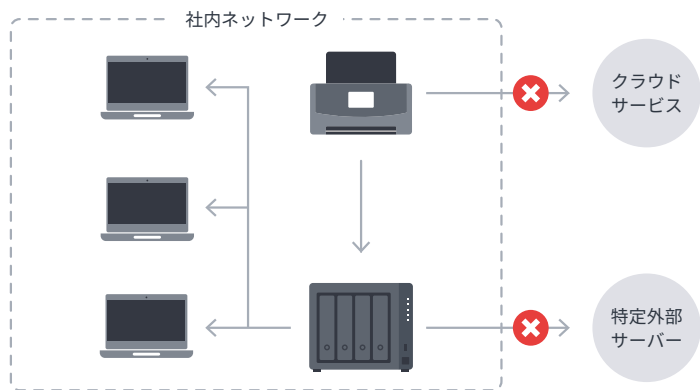 社内ネットワーク
クラウド
サービス
特定外部
サーバー